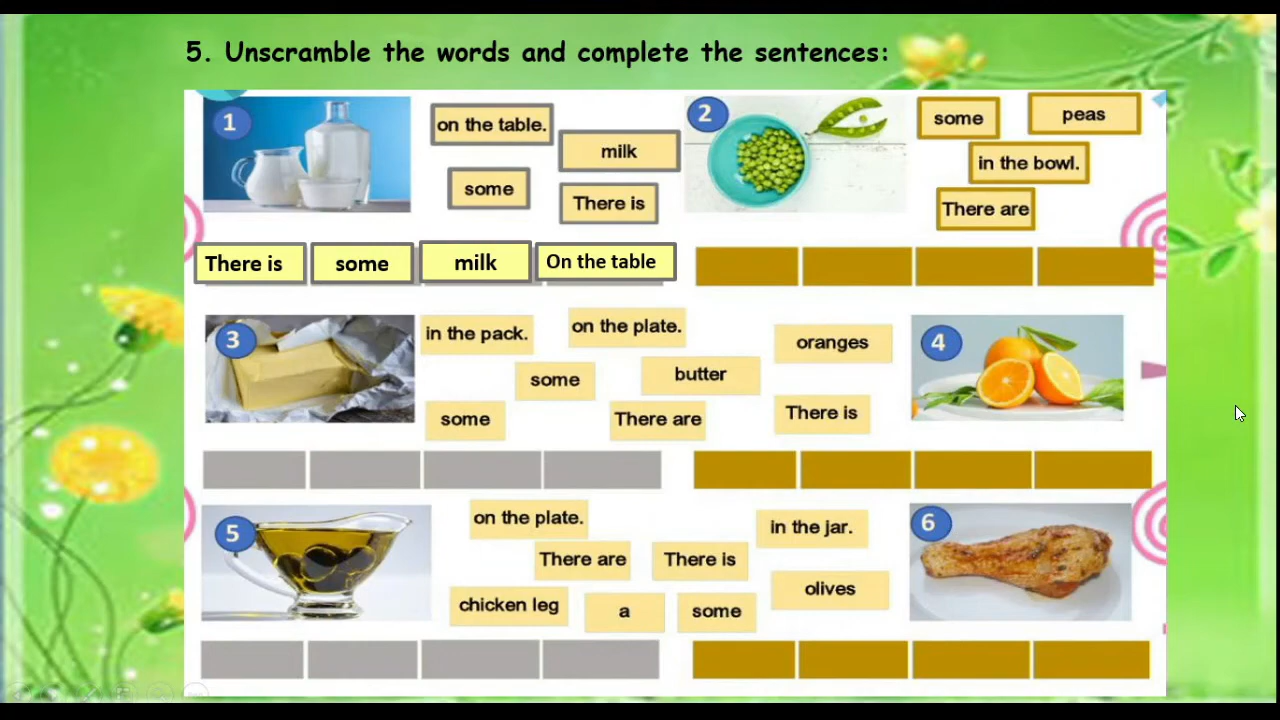 5. Unscramble the words and complete the sentences:
1
on the table.
milk
some
There is
2
some
peas
in the bowl.
There are
There is
some
milk
On the table
3
in the pack.
on the plate.
oranges
4
some
butter
some
There are
There is
5
on the plate.
in the jar.
6
There are
There is
chicken leg
a
some
olives